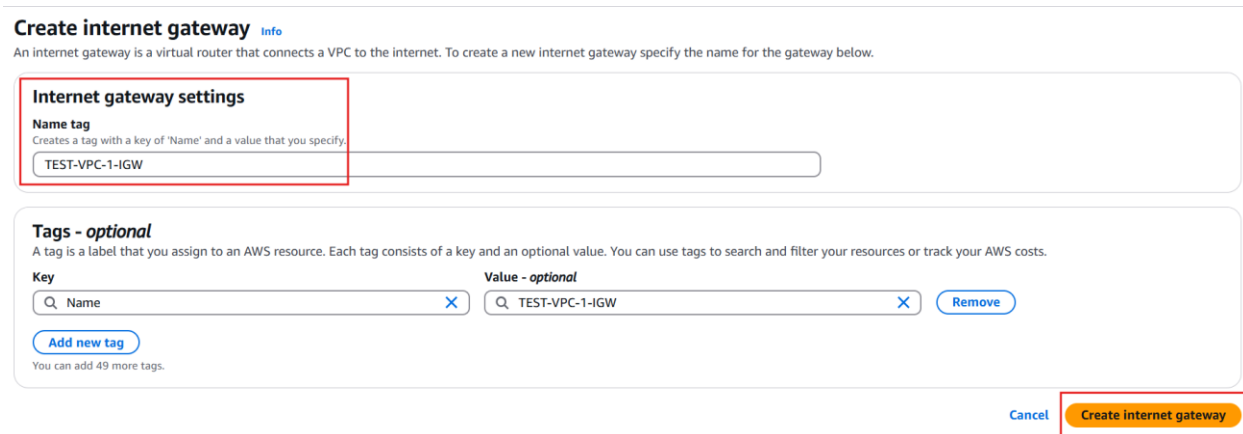 Create internet gateway Info
An internet gateway is a virtual router that connects a VPC to the internet. To create a new internet gateway specify the name for the gateway below.
Internet gateway settings
Name tag
Creates a tag with a key of 'Name' and a value that you specify.
TEST-VPC-1-IGW
Tags - optional
A tag is a label that you assign to an AWS resource. Each tag consists of a key and an optional value. You can use tags to search and filter your resources or track your AWS costs.
Key Value - optional
Name TEST-VPC-1-IGW Remove
Add new tag
You can add 49 more tags.
Cancel Create internet gateway